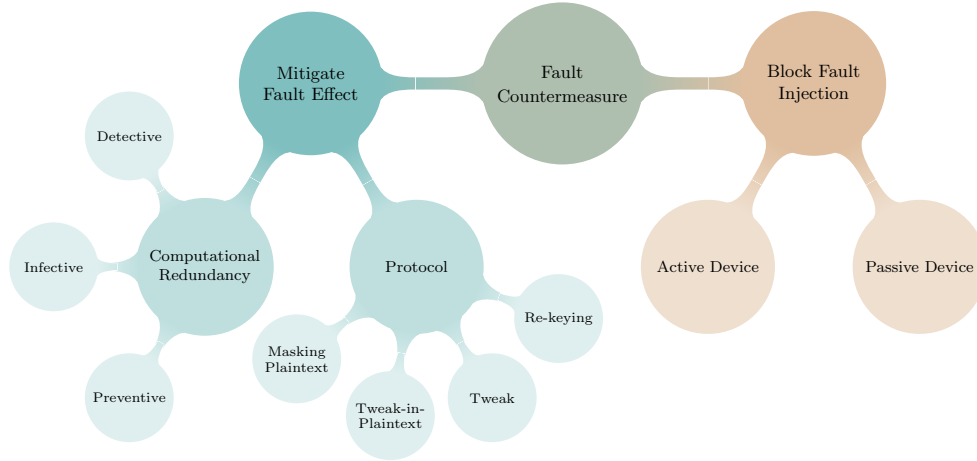 Mitigate
Fault Effect
Fault
Countermeasure
Block Fault
Injection
Detective
Infective
Computational
Redundancy
Preventive
Protocol
Masking
Plaintext
Tweak-in-
Plaintext
Tweak
Re-keying
Active Device
Passive Device